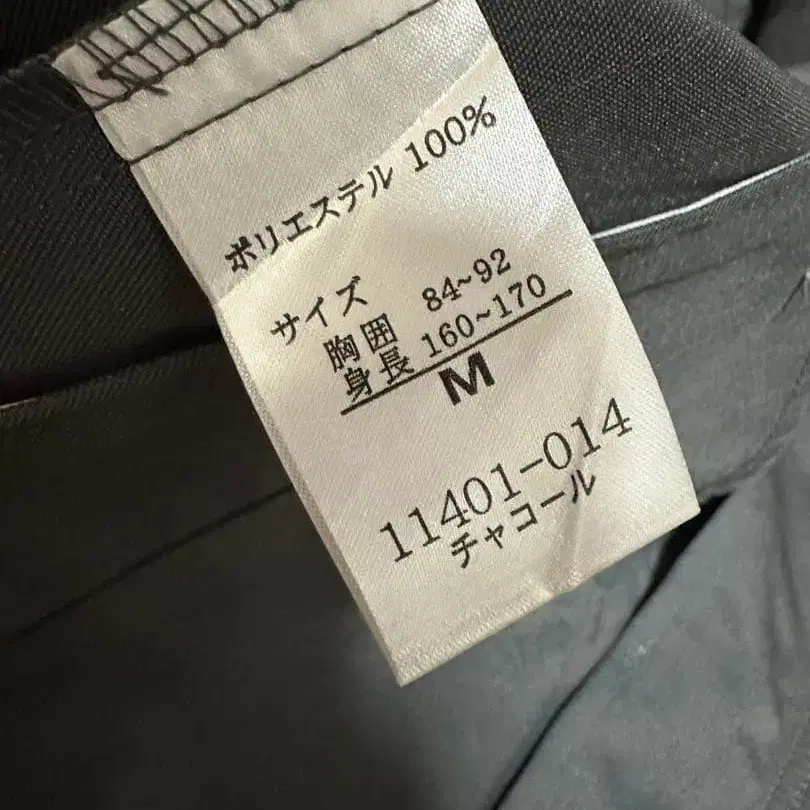 ポリエステル 100%
サイズ
胸囲 84~92
身長 160~170
M
11401-014
チャコール